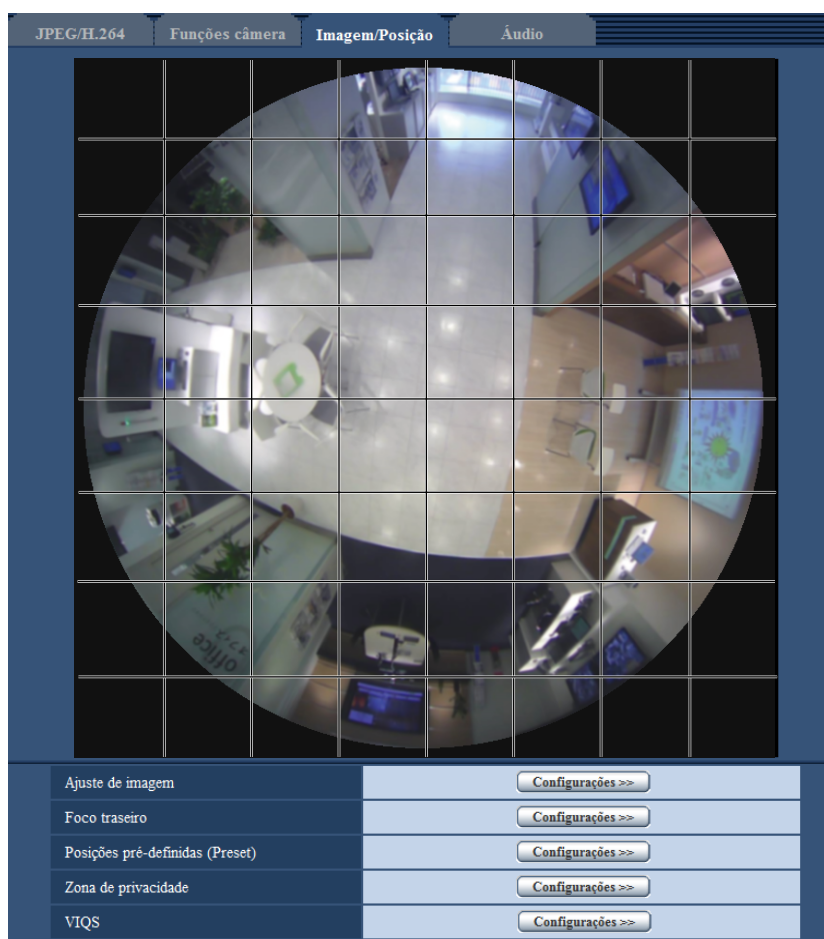 JPEG/H.264 Funções câmera Imagem/Posição Áudio
office
Ajuste de imagem Configurações >>
Foco traseiro Configurações >>
Posições pré-definidas (Preset) Configurações >>
Zona de privacidade Configurações >>
VIQS Configurações >>